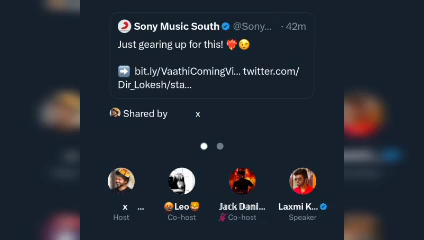 Sony Music South @Sony... · 42m
Just gearing up for this! ❤️‍🔥😉
➡️ bit.ly/VaathiComingVi... twitter.com/
Dir_Lokesh/sta...
Shared by x
x ...
Host
🦁Leo🦁
Co-host
Jack Dani...
Co-host
Laxmi K...
Speaker